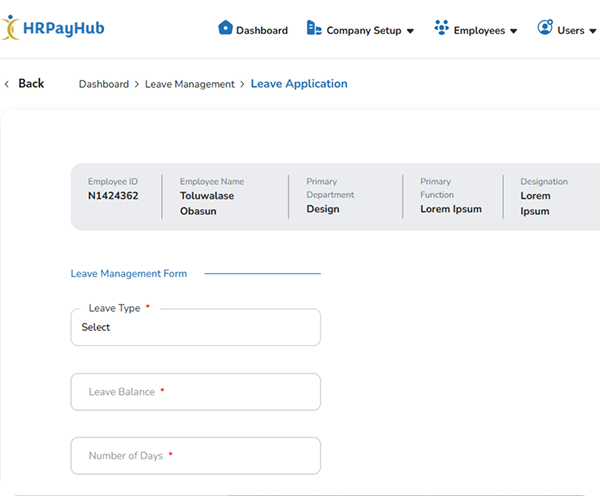 HRPayHub
Dashboard
Company Setup
Employees
Users
Back
Dashboard > Leave Management > Leave Application
Employee ID
N1424362
Employee Name
Toluwalase
Obasun
Primary
Department
Design
Primary
Function
Lorem Ipsum
Designation
Lorem
Ipsum
Leave Management Form
Leave Type *
Select
Leave Balance *
Number of Days *